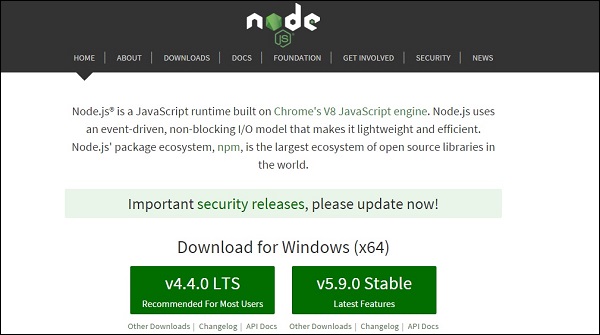 node
JS
HOME | ABOUT | DOWNLOADS | DOCS | FOUNDATION | GET INVOLVED | SECURITY | NEWS
Node.js® is a JavaScript runtime built on Chrome's V8 JavaScript engine. Node.js uses
an event-driven, non-blocking I/O model that makes it lightweight and efficient.
Node.js' package ecosystem, npm, is the largest ecosystem of open source libraries in
the world.
Important security releases, please update now!
Download for Windows (x64)
v4.4.0 LTS
Recommended For Most Users
v5.9.0 Stable
Latest Features
Other Downloads | Changelog | API Docs
Other Downloads | Changelog | API Docs